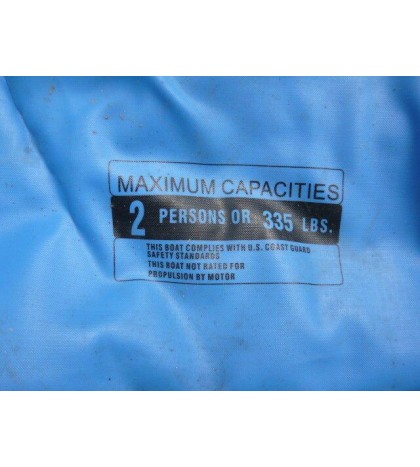 MAXIMUM CAPACITIES
2 PERSONS OR 335 LBS.
THIS BOAT COMPLIES WITH U.S. COAST GUARD
SAFETY STANDARDS
THIS BOAT NOT RATED FOR
PROPULSION BY MOTOR